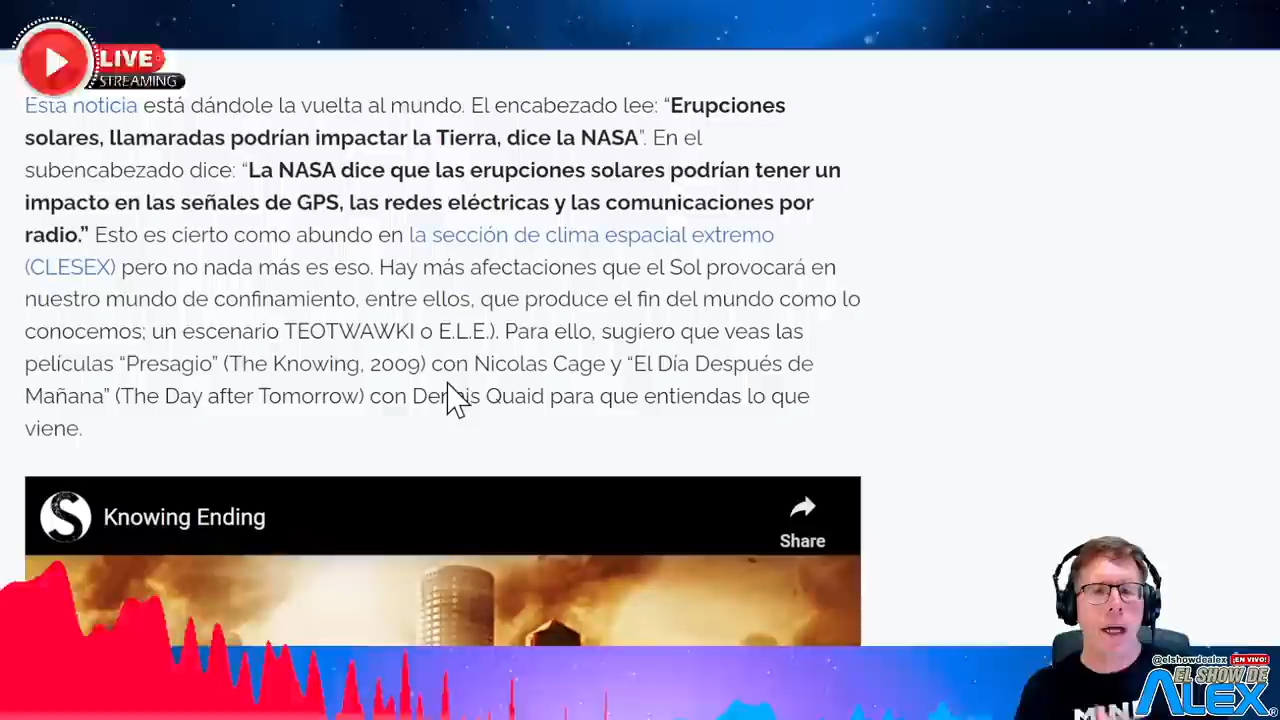 LIVE
STREAMING
Esta noticia está dándole la vuelta al mundo. El encabezado lee: “Erupciones
solares, llamaradas podrían impactar la Tierra, dice la NASA”. En el
subencabezado dice: “La NASA dice que las erupciones solares podrían tener un
impacto en las señales de GPS, las redes eléctricas y las comunicaciones por
radio.” Esto es cierto como abundo en la sección de clima espacial extremo
(CLESEX) pero no nada más es eso. Hay más afectaciones que el Sol provocará en
nuestro mundo de confinamiento, entre ellos, que produce el fin del mundo como lo
conocemos; un escenario TEOTWAWKI o E.L.E.). Para ello, sugiero que veas las
películas “Presagio” (The Knowing, 2009) con Nicolas Cage y “El Día Después de
Mañana” (The Day after Tomorrow) con Dennis Quaid para que entiendas lo que
viene.
Knowing Ending
Share
@elshowdealex ¡EN VIVO!
EL SHOW DE
ALEX®